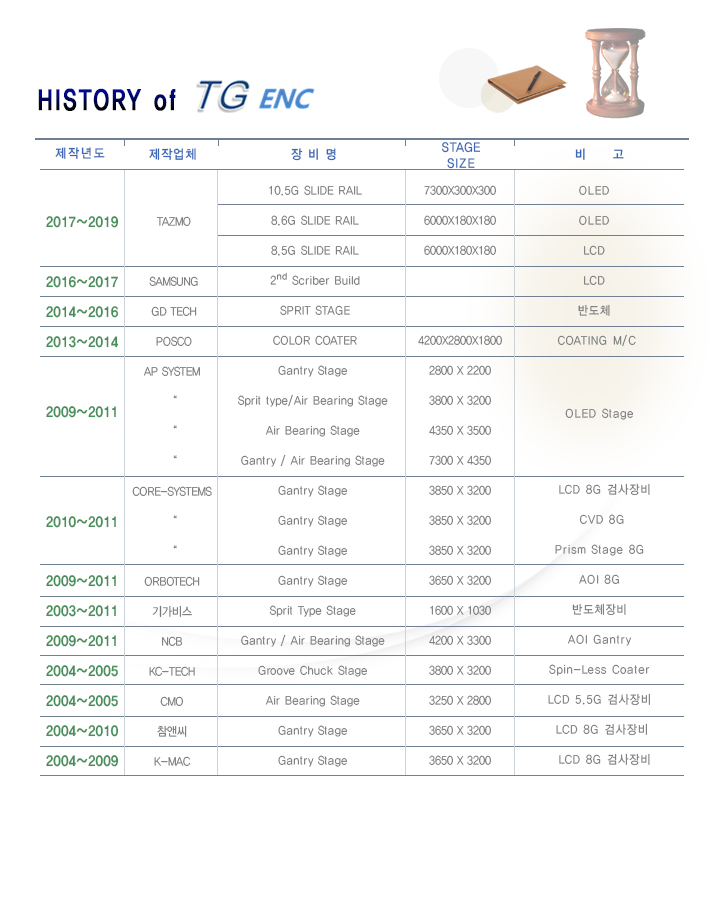 HISTORY of TG ENC
제작년도 제작업체 장 비 명 STAGE SIZE 비 고
2017~2019 TAZMO 10.5G SLIDE RAIL 7300X300X300 OLED
8.6G SLIDE RAIL 6000X180X180 OLED
8.5G SLIDE RAIL 6000X180X180 LCD
2016~2017 SAMSUNG 2nd Scriber Build LCD
2014~2016 GD TECH SPRIT STAGE 반도체
2013~2014 POSCO COLOR COATER 4200X2800X1800 COATING M/C
2009~2011 AP SYSTEM Gantry Stage 2800 X 2200 OLED Stage
“ Sprit type/Air Bearing Stage 3800 X 3200
“ Air Bearing Stage 4350 X 3500
“ Gantry / Air Bearing Stage 7300 X 4350
2010~2011 CORE-SYSTEMS Gantry Stage 3850 X 3200 LCD 8G 검사장비
“ Gantry Stage 3850 X 3200 CVD 8G
“ Gantry Stage 3850 X 3200 Prism Stage 8G
2009~2011 ORBOTECH Gantry Stage 3650 X 3200 AOI 8G
2003~2011 기가비스 Sprit Type Stage 1600 X 1030 반도체장비
2009~2011 NCB Gantry / Air Bearing Stage 4200 X 3300 AOI Gantry
2004~2005 KC-TECH Groove Chuck Stage 3800 X 3200 Spin-Less Coater
2004~2005 CMO Air Bearing Stage 3250 X 2800 LCD 5.5G 검사장비
2004~2010 참앤씨 Gantry Stage 3650 X 3200 LCD 8G 검사장비
2004~2009 K-MAC Gantry Stage 3650 X 3200 LCD 8G 검사장비